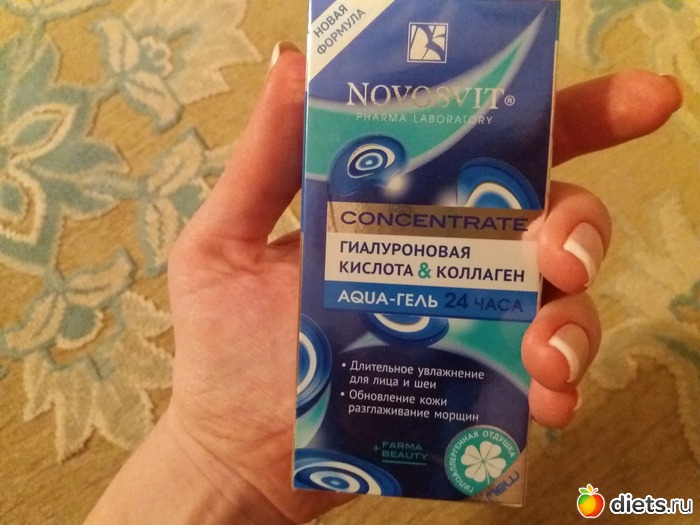 НОВАЯ
ФОРМУЛА
NOVOSVIT®
PHARMA LABORATORY
CONCENTRATE
ГИАЛУРОНОВАЯ
КИСЛОТА & КОЛЛАГЕН
AQUA-ГЕЛЬ 24 ЧАСА
• Длительное увлажнение
для лица и шеи
• Обновление кожи
разглаживание морщин
+ FARMA
BEAUTY
ГИПОАЛЛЕРГЕННАЯ ОТДУШКА
NEW
diets.ru